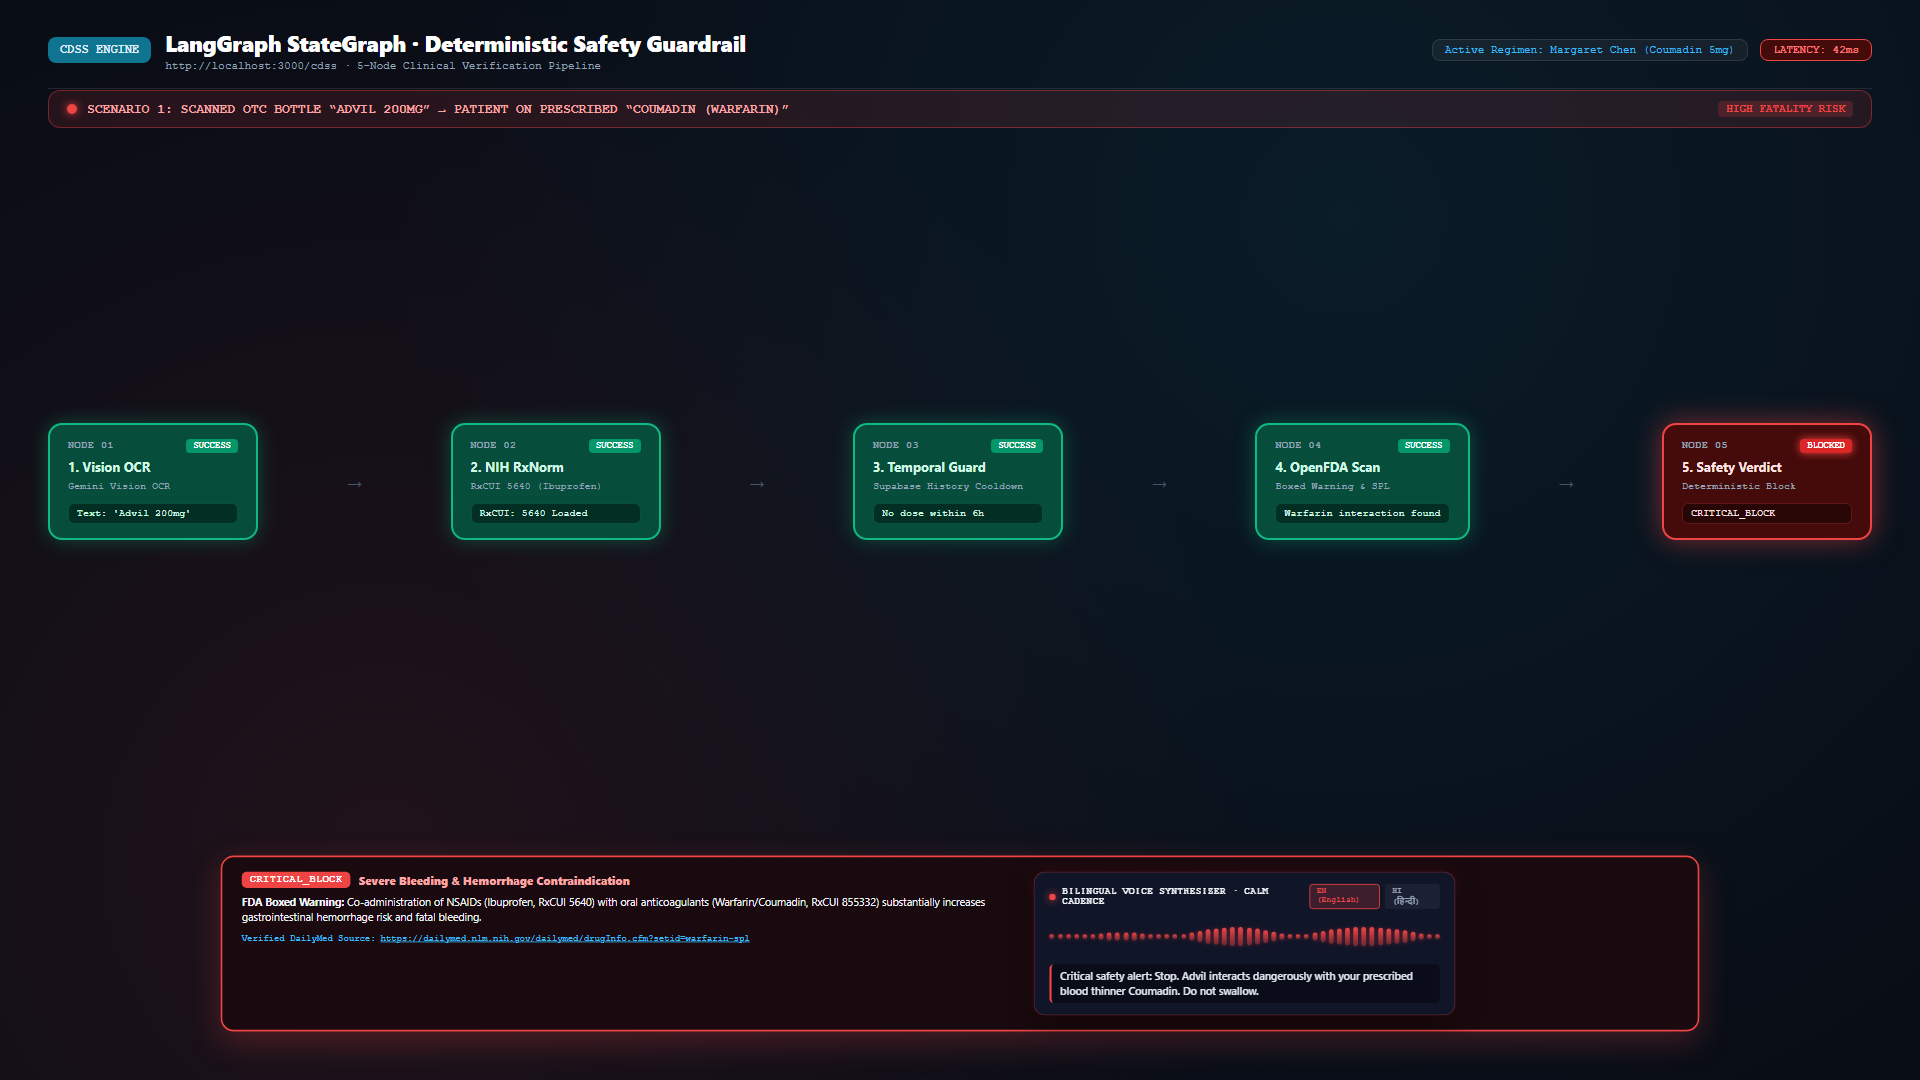 CDSS ENGINE
LangGraph StateGraph · Deterministic Safety Guardrail
http://localhost:3000/cdss · 5-Node Clinical Verification Pipeline
Active Regimen: Margaret Chen (Coumadin 5mg)
LATENCY: 42ms
SCENARIO 1: SCANNED OTC BOTTLE “ADVIL 200MG” → PATIENT ON PRESCRIBED “COUMADIN (WARFARIN)”
HIGH FATALITY RISK
NODE 01
SUCCESS
1. Vision OCR
Gemini Vision OCR
Text: 'Advil 200mg'
→
NODE 02
SUCCESS
2. NIH RxNorm
RxCUI 5640 (Ibuprofen)
RxCUI: 5640 Loaded
→
NODE 03
SUCCESS
3. Temporal Guard
Supabase History Cooldown
No dose within 6h
→
NODE 04
SUCCESS
4. OpenFDA Scan
Boxed Warning & SPL
Warfarin interaction found
→
NODE 05
BLOCKED
5. Safety Verdict
Deterministic Block
CRITICAL_BLOCK
CRITICAL_BLOCK
Severe Bleeding & Hemorrhage Contraindication
FDA Boxed Warning: Co-administration of NSAIDs (Ibuprofen, RxCUI 5640) with oral anticoagulants (Warfarin/Coumadin, RxCUI 855332) substantially increases
gastrointestinal hemorrhage risk and fatal bleeding.
Verified DailyMed Source: https://dailymed.nlm.nih.gov/dailymed/drugInfo.cfm?setid=warfarin-spl
BILINGUAL VOICE SYNTHESIZER · CALM
CADENCE
EN
(English)
HI
(हिन्दी)
Critical safety alert: Stop. Advil interacts dangerously with your prescribed
blood thinner Coumadin. Do not swallow.